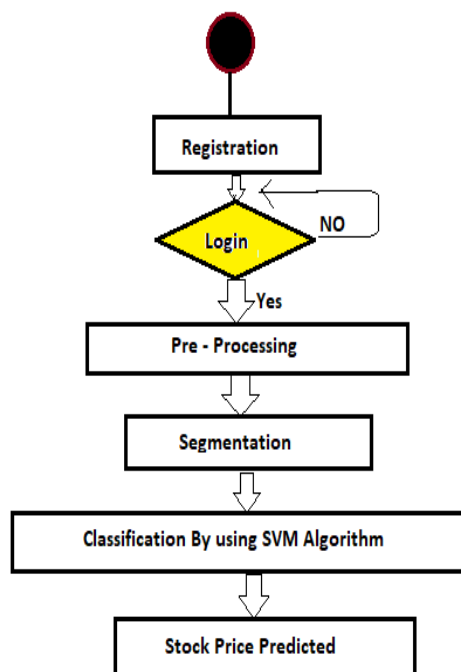 Registration
NO
Login
Yes
Pre - Processing
Segmentation
Classification By using SVM Algorithm
Stock Price Predicted